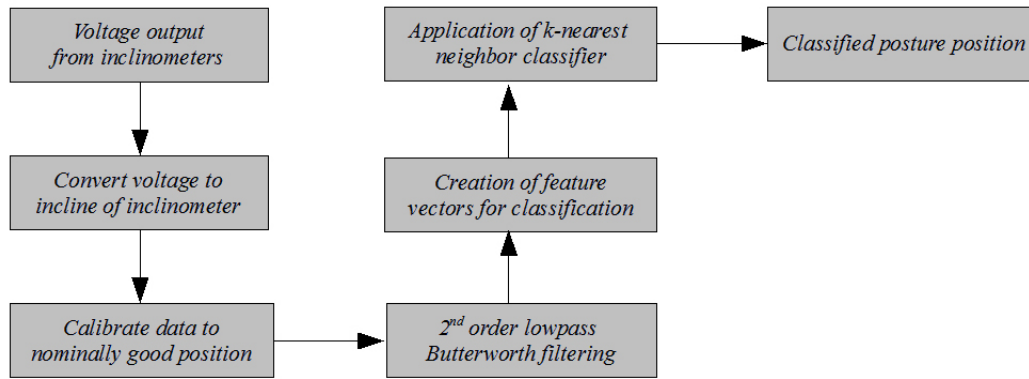 Voltage output
from inclinometers
Convert voltage to
incline of inclinometer
Calibrate data to
nominally good position
2nd order lowpass
Butterworth filtering
Creation of feature
vectors for classification
Application of k-nearest
neighbor classifier
Classified posture position